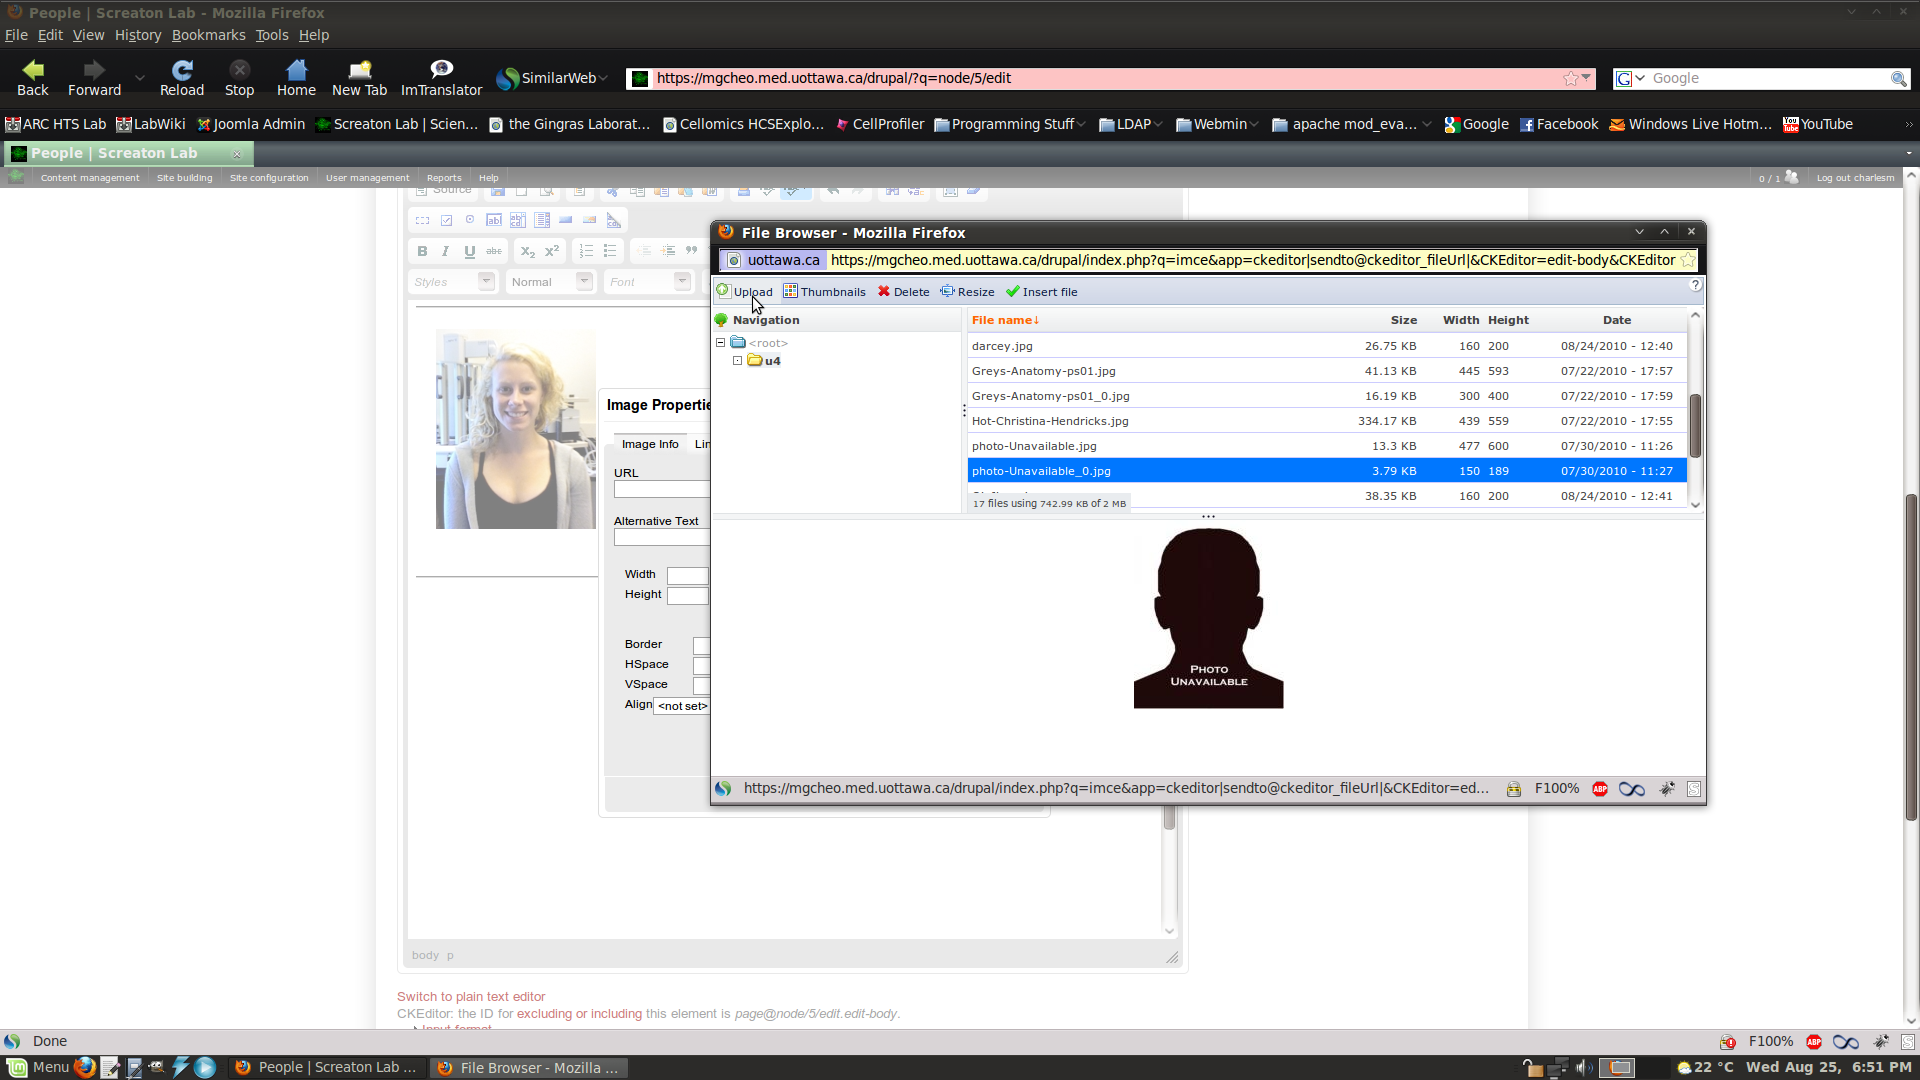 People | Screaton Lab - Mozilla Firefox
File Edit View History Bookmarks Tools Help
Back Forward Reload Stop Home New Tab ImTranslator SimilarWeb https://mgcheo.med.uottawa.ca/drupal/?q=node/5/edit Google
ARC HTS Lab LabWiki Joomla Admin Screaton Lab | Scien... the Gingras Laborat... Cellomics HCSExplo... CellProfiler Programming Stuff LDAP Webmin apache mod_eva... Google Facebook Windows Live Hotm... YouTube
People | Screaton Lab
Content management Site building Site configuration User management Reports Help 0 / 1 Log out charlesm
Source
B I U abc X2 X2
Styles Normal Font
File Browser - Mozilla Firefox
uottawa.ca https://mgcheo.med.uottawa.ca/drupal/index.php?q=imce&app=ckeditor|sendto@ckeditor_fileUrl|&CKEditor=edit-body&CKEditor
Upload Thumbnails Delete Resize Insert file ?
Navigation
<root>
u4
File name↓ Size Width Height Date
darcey.jpg 26.75 KB 160 200 08/24/2010 - 12:40
Greys-Anatomy-ps01.jpg 41.13 KB 445 593 07/22/2010 - 17:57
Greys-Anatomy-ps01_0.jpg 16.19 KB 300 400 07/22/2010 - 17:59
Hot-Christina-Hendricks.jpg 334.17 KB 439 559 07/22/2010 - 17:55
photo-Unavailable.jpg 13.3 KB 477 600 07/30/2010 - 11:26
photo-Unavailable_0.jpg 3.79 KB 150 189 07/30/2010 - 11:27
38.35 KB 160 200 08/24/2010 - 12:41
17 files using 742.99 KB of 2 MB
PHOTO
UNAVAILABLE
https://mgcheo.med.uottawa.ca/drupal/index.php?q=imce&app=ckeditor|sendto@ckeditor_fileUrl|&CKEditor=ed... F100% ABP
Image Properti
Image Info
URL
Alternative Text
Width
Height
Border
HSpace
VSpace
Align <not set>
body p
Switch to plain text editor
CKEditor: the ID for excluding or including this element is page@node/5/edit.edit-body.
Input format
Done F100% ABP
Menu People | Screaton Lab ... File Browser - Mozilla ... 22 °C Wed Aug 25, 6:51 PM